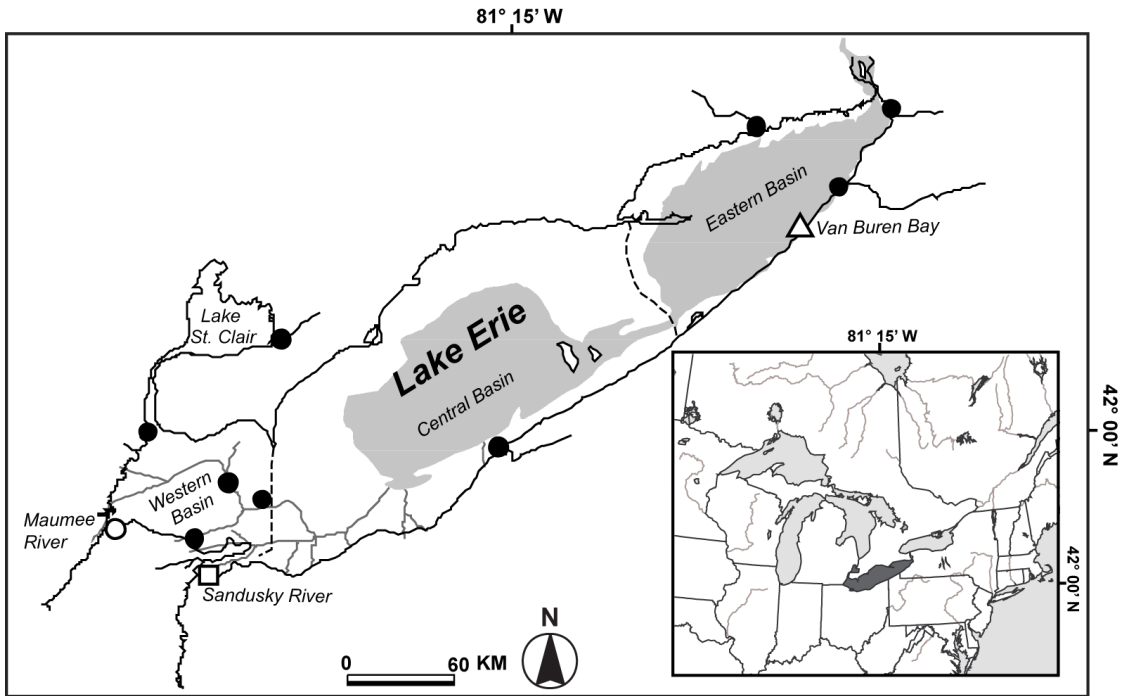 81° 15’ W
Eastern Basin
Van Buren Bay
Lake
St. Clair
Lake Erie
Central Basin
81° 15’ W
42° 00’ N
Western
Basin
Maumee
River
42° 00’ N
Sandusky River
N
0 60 KM